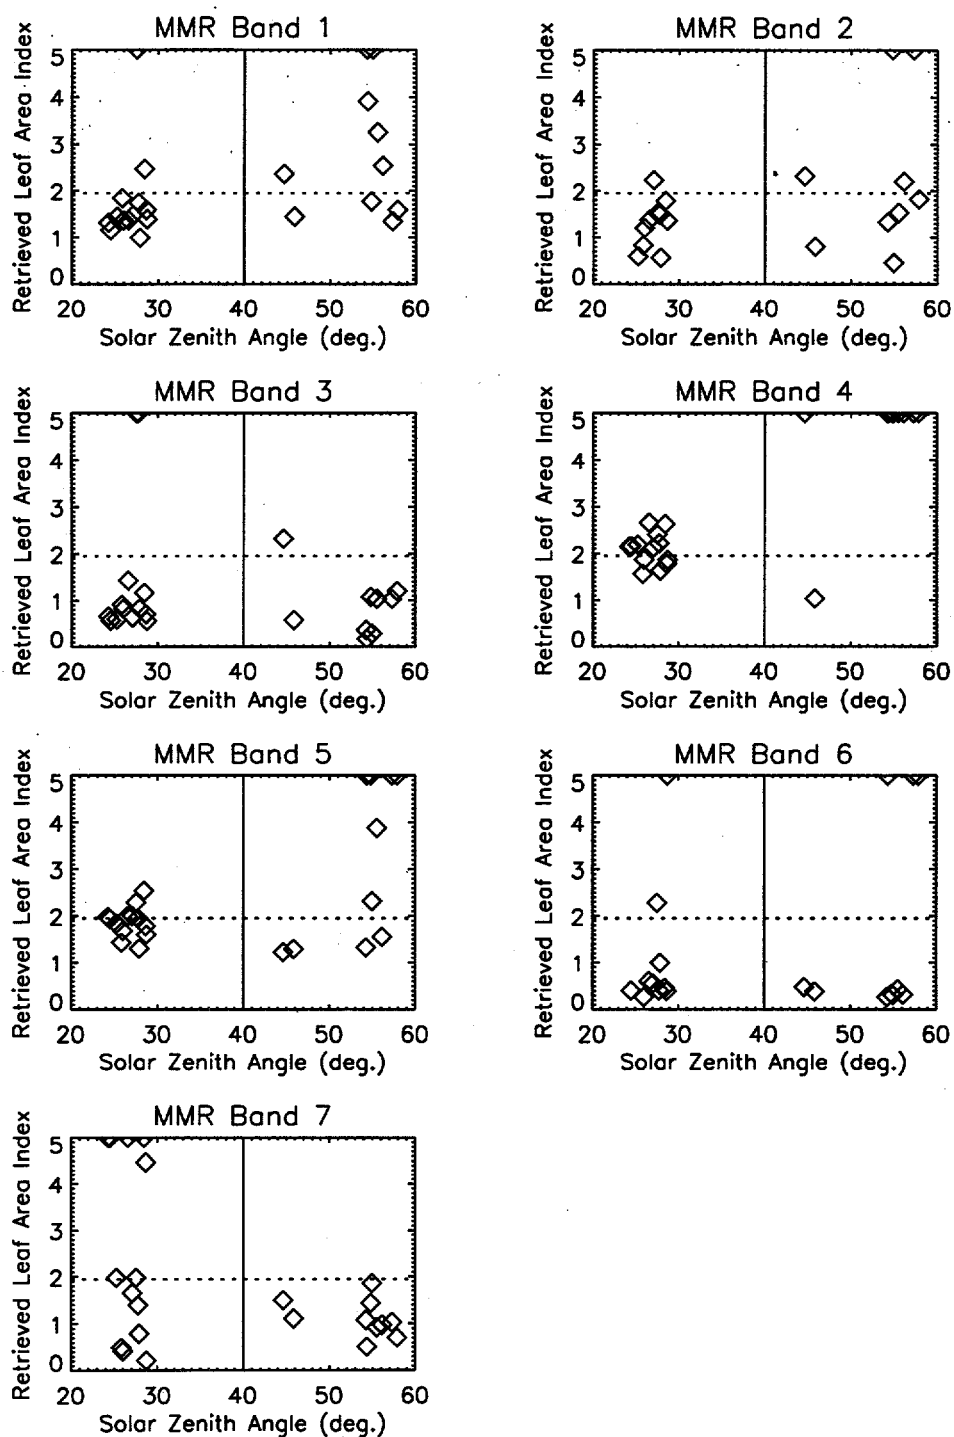 MMR Band 1
Retrieved Leaf Area Index
5
4
3
2
1
0
20 30 40 50 60
Solar Zenith Angle (deg.)
MMR Band 2
Retrieved Leaf Area Index
5
4
3
2
1
0
20 30 40 50 60
Solar Zenith Angle (deg.)
MMR Band 3
Retrieved Leaf Area Index
5
4
3
2
1
0
20 30 40 50 60
Solar Zenith Angle (deg.)
MMR Band 4
Retrieved Leaf Area Index
5
4
3
2
1
0
20 30 40 50 60
Solar Zenith Angle (deg.)
MMR Band 5
Retrieved Leaf Area Index
5
4
3
2
1
0
20 30 40 50 60
Solar Zenith Angle (deg.)
MMR Band 6
Retrieved Leaf Area Index
5
4
3
2
1
0
20 30 40 50 60
Solar Zenith Angle (deg.)
MMR Band 7
Retrieved Leaf Area Index
5
4
3
2
1
0
20 30 40 50 60
Solar Zenith Angle (deg.)